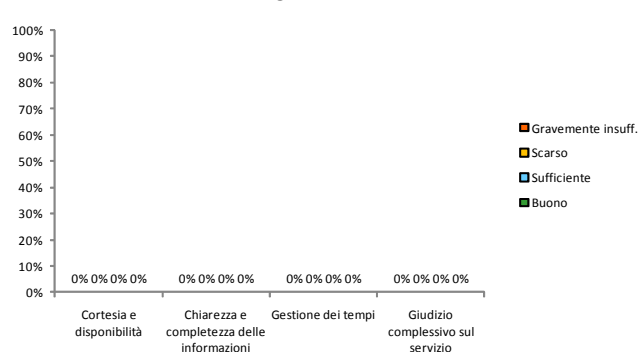 100%
90%
80%
70%
60%
50%
40%
30%
20%
10%
0%
0% 0% 0% 0%
0% 0% 0% 0%
0% 0% 0% 0%
0% 0% 0% 0%
Cortesia e
disponibilità
Chiarezza e
completezza delle
informazioni
Gestione dei tempi
Giudizio
complessivo sul
servizio
Gravemente insuff.
Scarso
Sufficiente
Buono